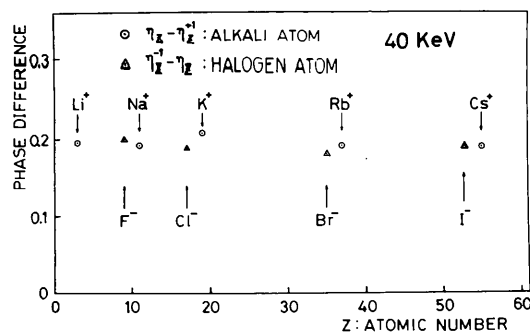 ⊙ η_Z − η_Z^{+1} : ALKALI ATOM
▲ η_Z^{-1} − η_Z : HALOGEN ATOM
40 KeV
PHASE DIFFERENCE
0.3
0.2
0.1
0
Li⁺ Na⁺ K⁺ Rb⁺ Cs⁺
F⁻ Cl⁻ Br⁻ I⁻
0 10 20 30 40 50 60
Z : ATOMIC NUMBER